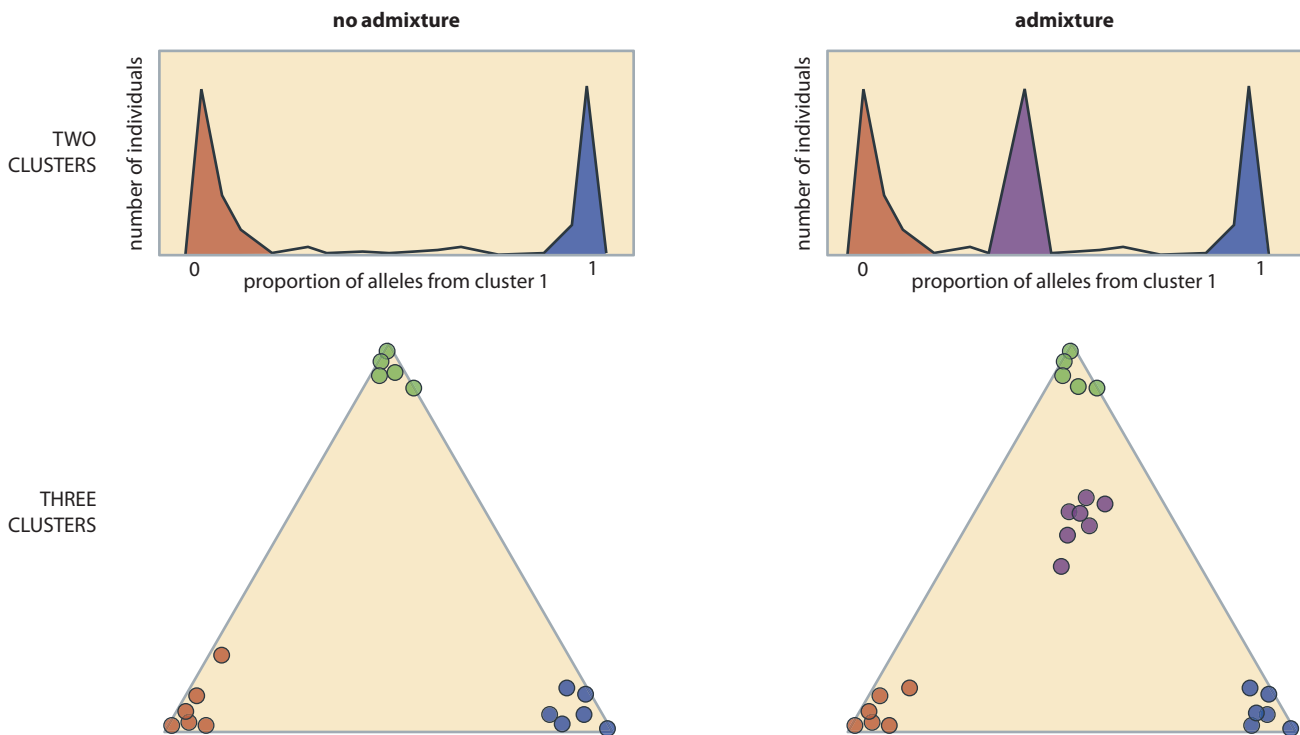 no admixture
admixture
TWO
CLUSTERS
number of individuals
0
1
proportion of alleles from cluster 1
number of individuals
0
1
proportion of alleles from cluster 1
THREE
CLUSTERS